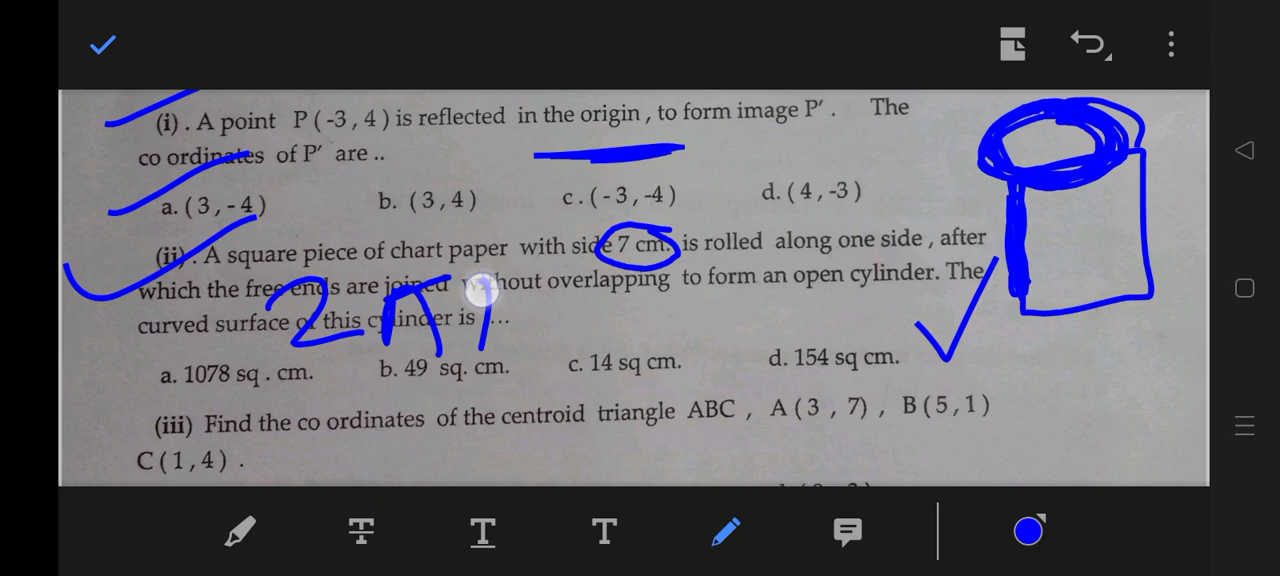 (i). A point P(-3,4) is reflected in the origin, to form image P′. The
co ordinates of P′ are ..
a. (3,-4) b. (3,4) c. (-3,-4) d. (4,-3)
(ii). A square piece of chart paper with side 7 cm. is rolled along one side, after
which the free ends are joined without overlapping to form an open cylinder. The
2π
curved surface of this cylinder is ...
a. 1078 sq. cm. b. 49 sq. cm. c. 14 sq cm. d. 154 sq cm.
(iii) Find the co ordinates of the centroid triangle ABC, A(3, 7), B(5,1)
C(1,4).
T T T